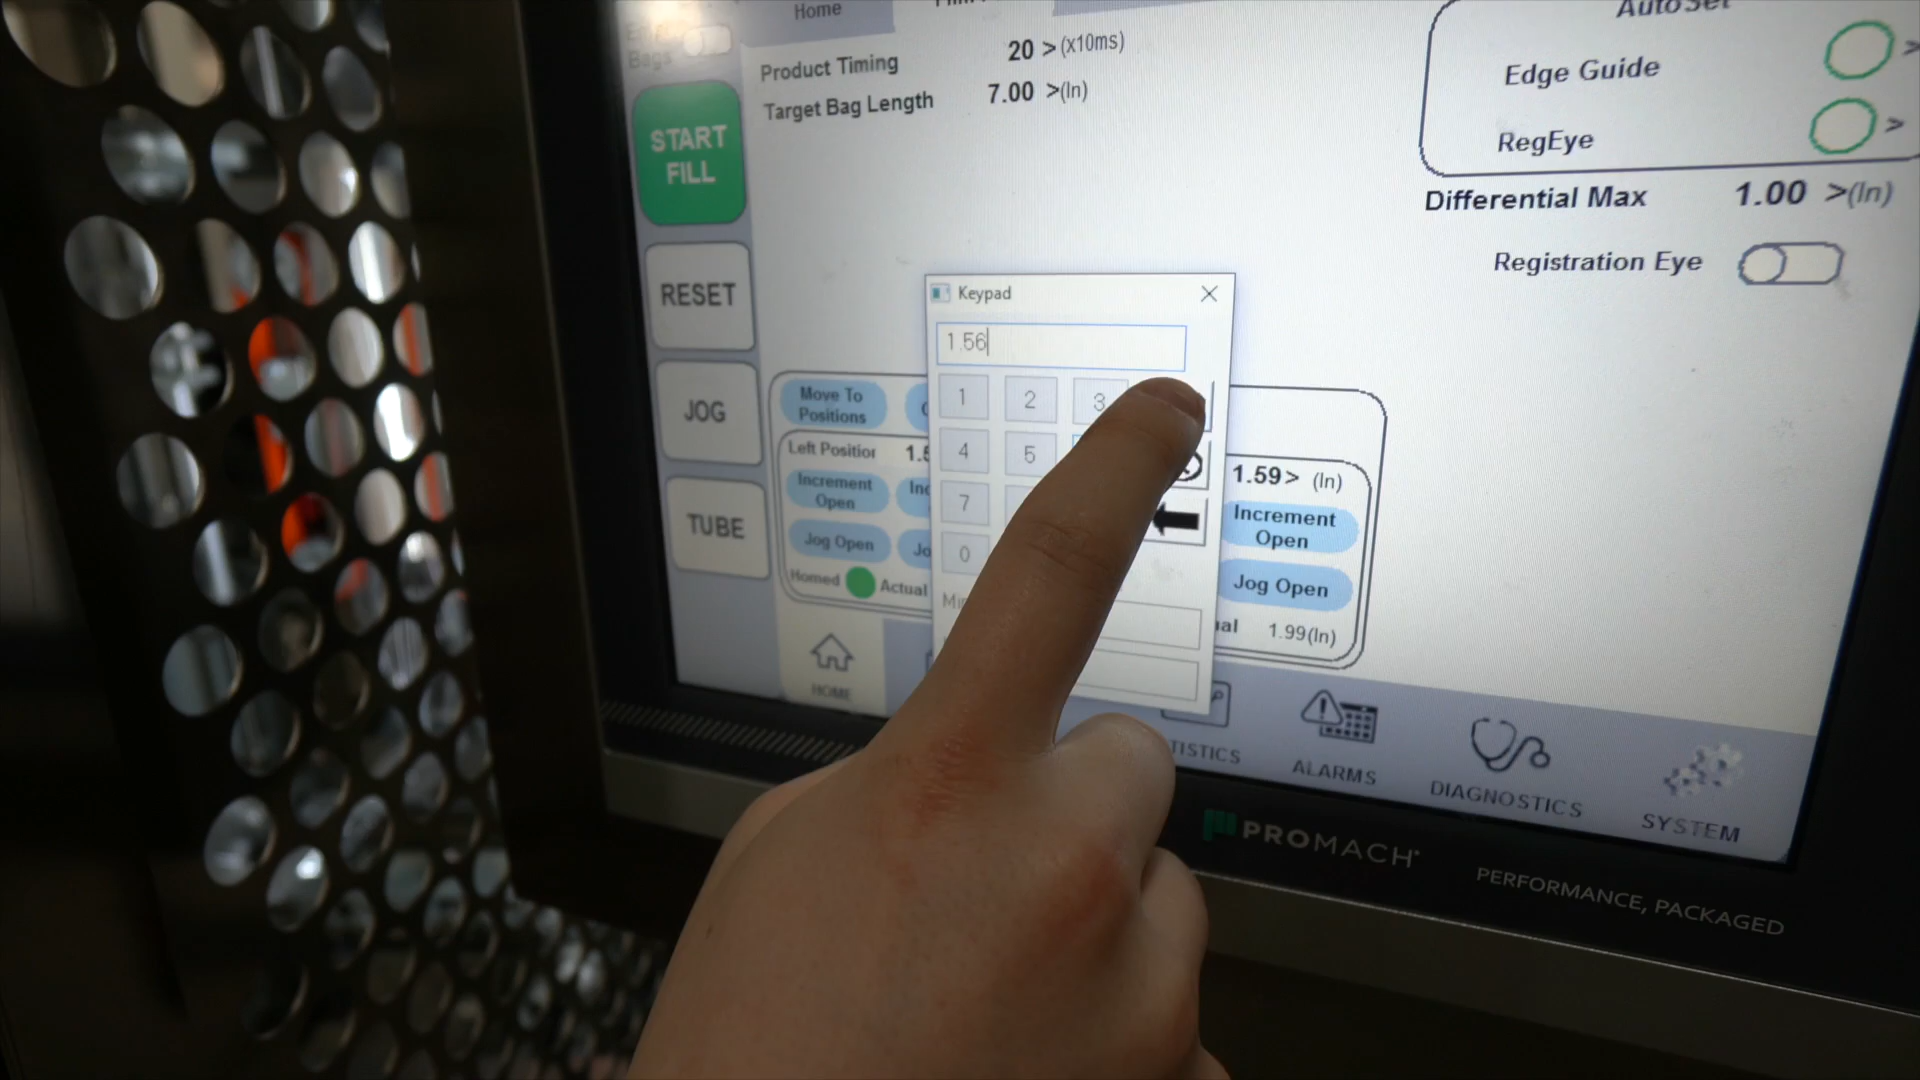 Home
Bags
START
FILL
RESET
JOG
TUBE
Product Timing 20 > (x10ms)
Target Bag Length 7.00 >(In)
AutoSet
Edge Guide >
RegEye >
Differential Max 1.00 >(In)
Registration Eye
Keypad
1.56
1 2 3
4 5
7
0
Move To
Positions
Left Position
Increment
Open
Jog Open
Homed Actual
1.59> (In)
Increment
Open
Jog Open
1.99(In)
HOME
ALARMS
DIAGNOSTICS
SYSTEM
PROMACH
PERFORMANCE, PACKAGED